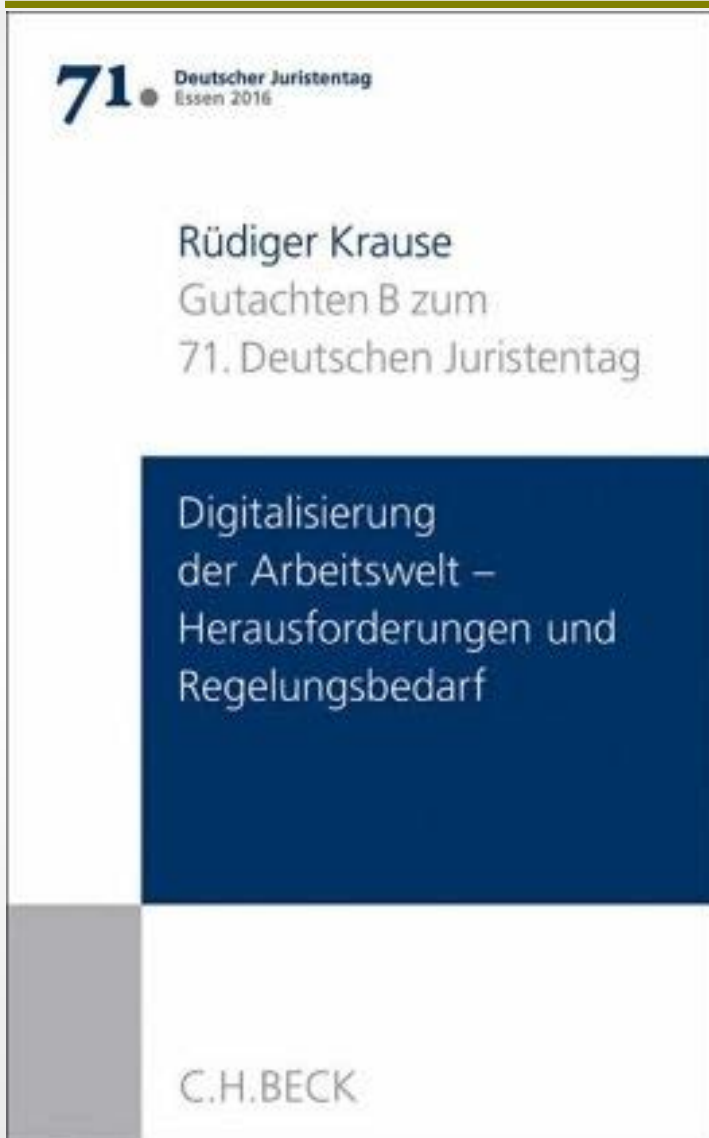 71. Deutscher Juristentag
Essen 2016
Rüdiger Krause
Gutachten B zum
71. Deutschen Juristentag
Digitalisierung
der Arbeitswelt –
Herausforderungen und
Regelungsbedarf
C.H.BECK